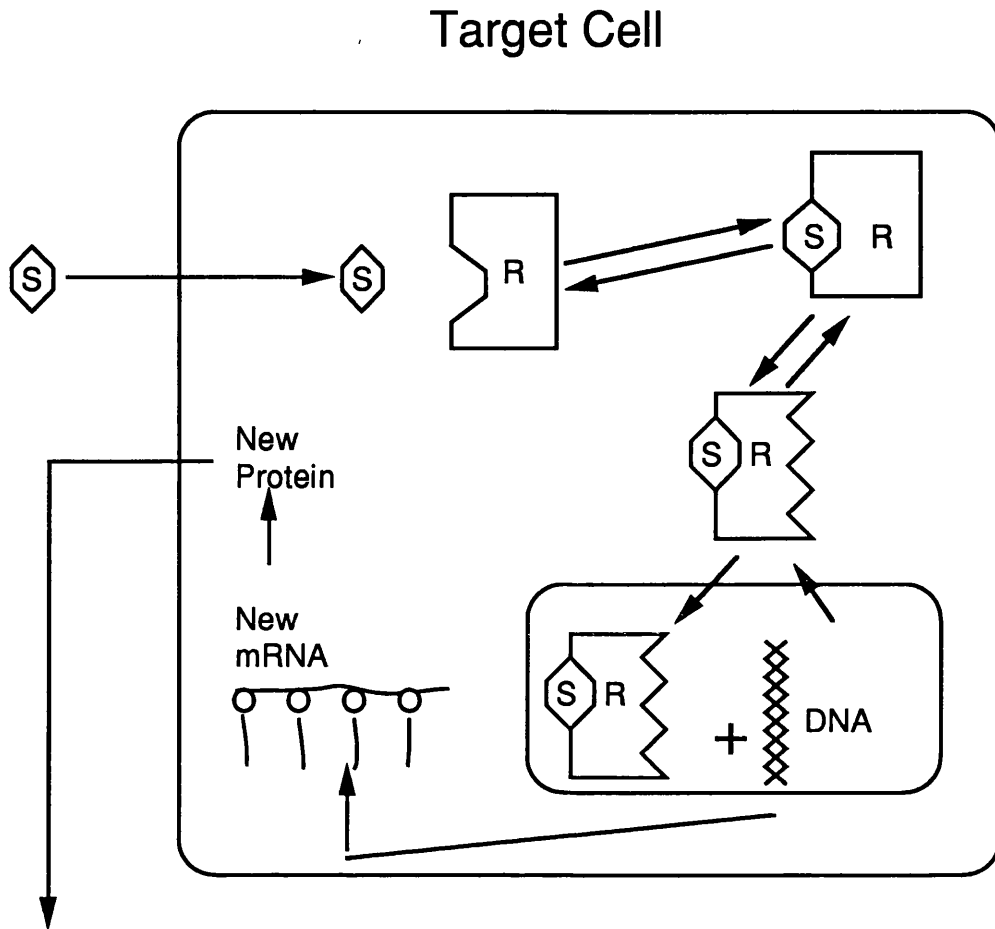 Target Cell
S
S
R
S R
S R
New
Protein
New
mRNA
S R
+
DNA